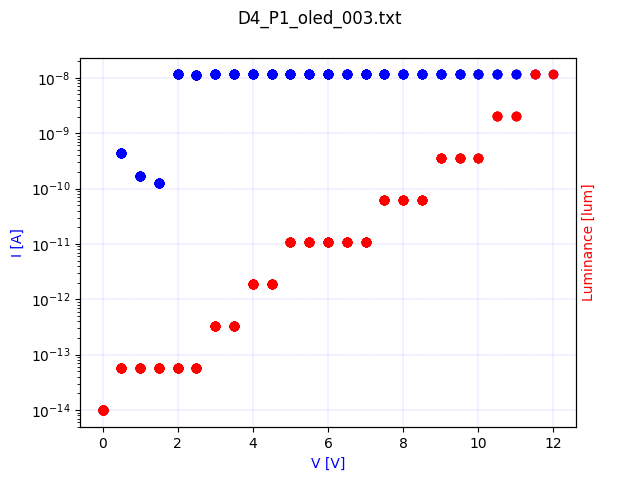 D4_P1_oled_003.txt
10⁻⁸
10⁻⁹
10⁻¹⁰
10⁻¹¹
10⁻¹²
10⁻¹³
10⁻¹⁴
I [A]
Luminance [lum]
0 2 4 6 8 10 12
V [V]